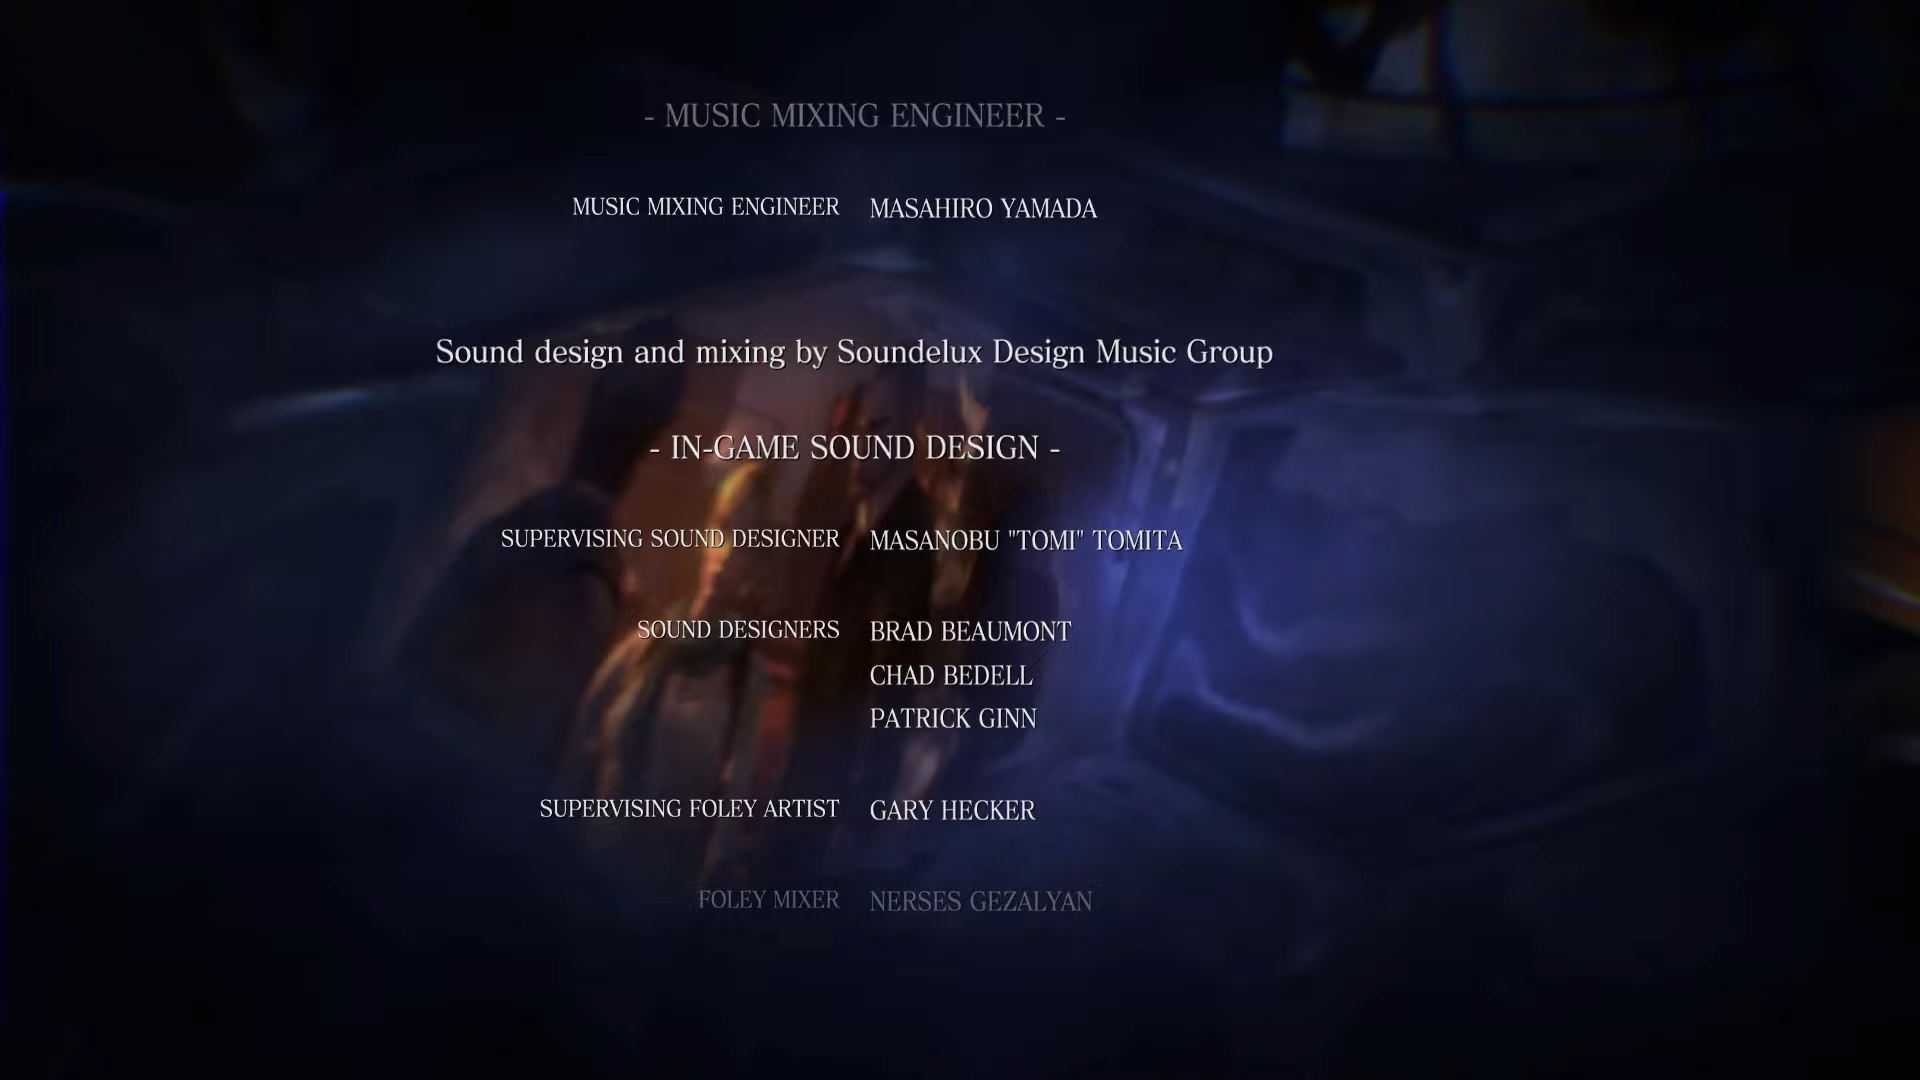 - MUSIC MIXING ENGINEER -
MUSIC MIXING ENGINEER MASAHIRO YAMADA
Sound design and mixing by Soundelux Design Music Group
- IN-GAME SOUND DESIGN -
SUPERVISING SOUND DESIGNER MASANOBU "TOMI" TOMITA
SOUND DESIGNERS BRAD BEAUMONT
CHAD BEDELL
PATRICK GINN
SUPERVISING FOLEY ARTIST GARY HECKER
FOLEY MIXER NERSES GEZALYAN